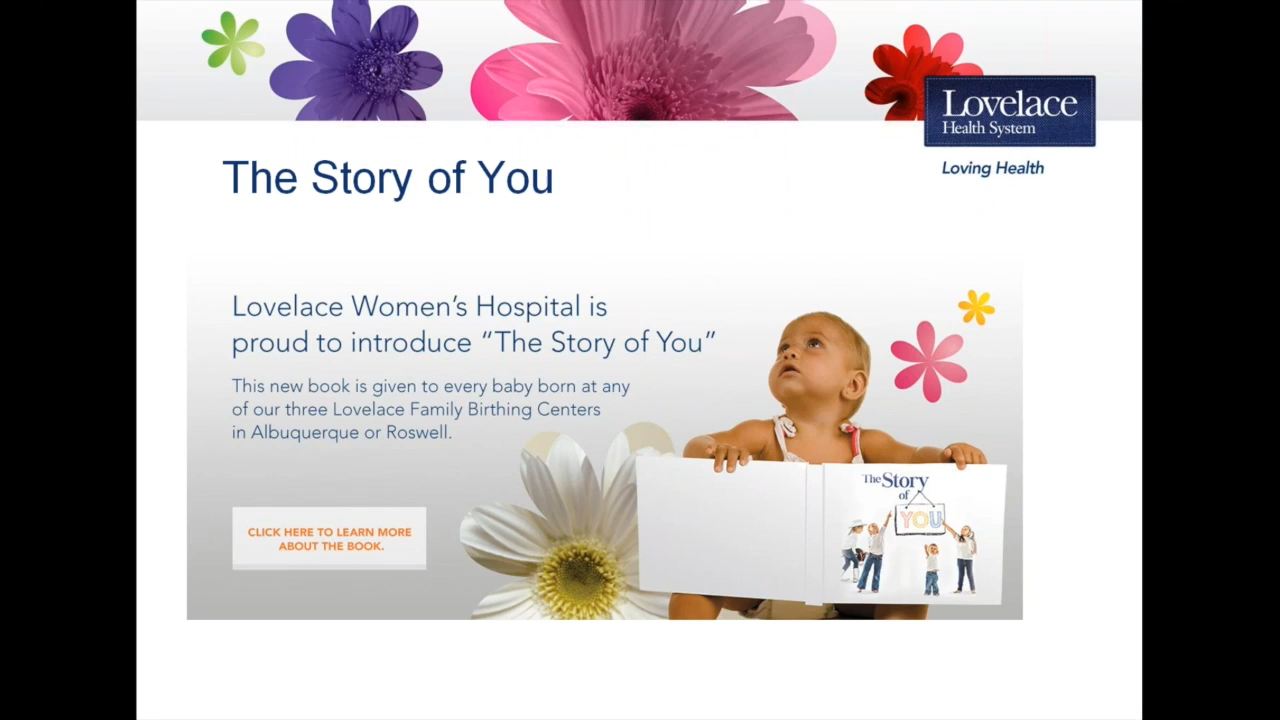 Lovelace
Health System
Loving Health
The Story of You
Lovelace Women's Hospital is
proud to introduce “The Story of You”
This new book is given to every baby born at any
of our three Lovelace Family Birthing Centers
in Albuquerque or Roswell.
CLICK HERE TO LEARN MORE
ABOUT THE BOOK.
The Story
of
YOU